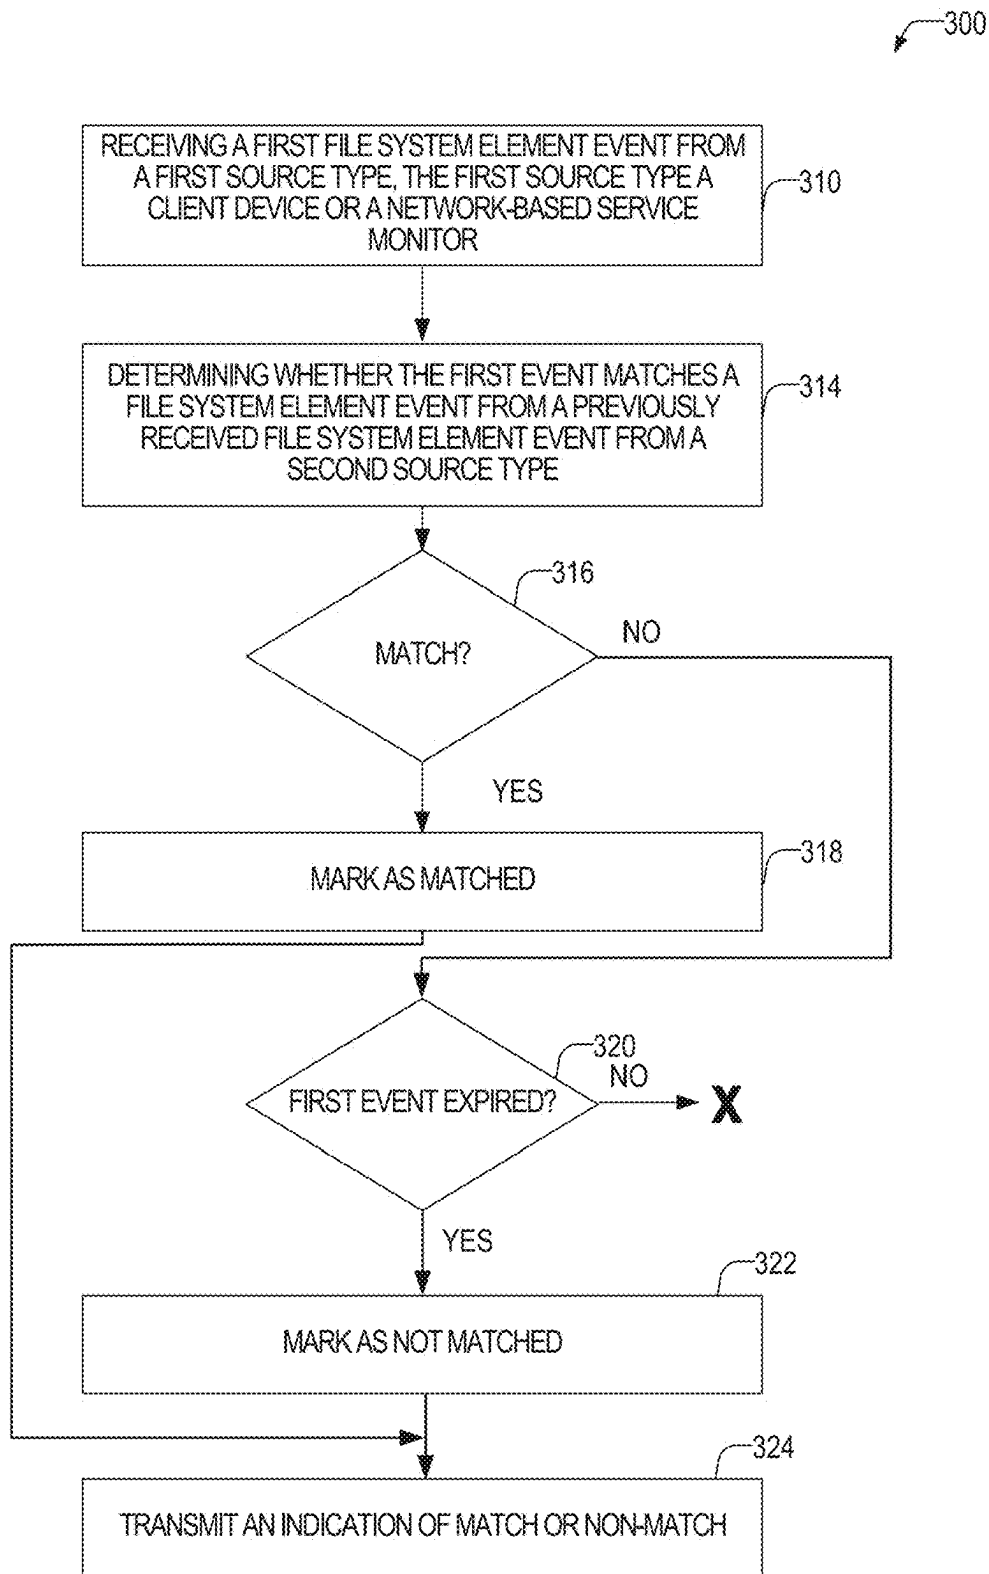 300
RECEIVING A FIRST FILE SYSTEM ELEMENT EVENT FROM
A FIRST SOURCE TYPE, THE FIRST SOURCE TYPE A
CLIENT DEVICE OR A NETWORK-BASED SERVICE
MONITOR
310
DETERMINING WHETHER THE FIRST EVENT MATCHES A
FILE SYSTEM ELEMENT EVENT FROM A PREVIOUSLY
RECEIVED FILE SYSTEM ELEMENT EVENT FROM A
SECOND SOURCE TYPE
314
316
MATCH?
NO
YES
MARK AS MATCHED
318
320
FIRST EVENT EXPIRED?
NO
X
YES
322
MARK AS NOT MATCHED
324
TRANSMIT AN INDICATION OF MATCH OR NON-MATCH